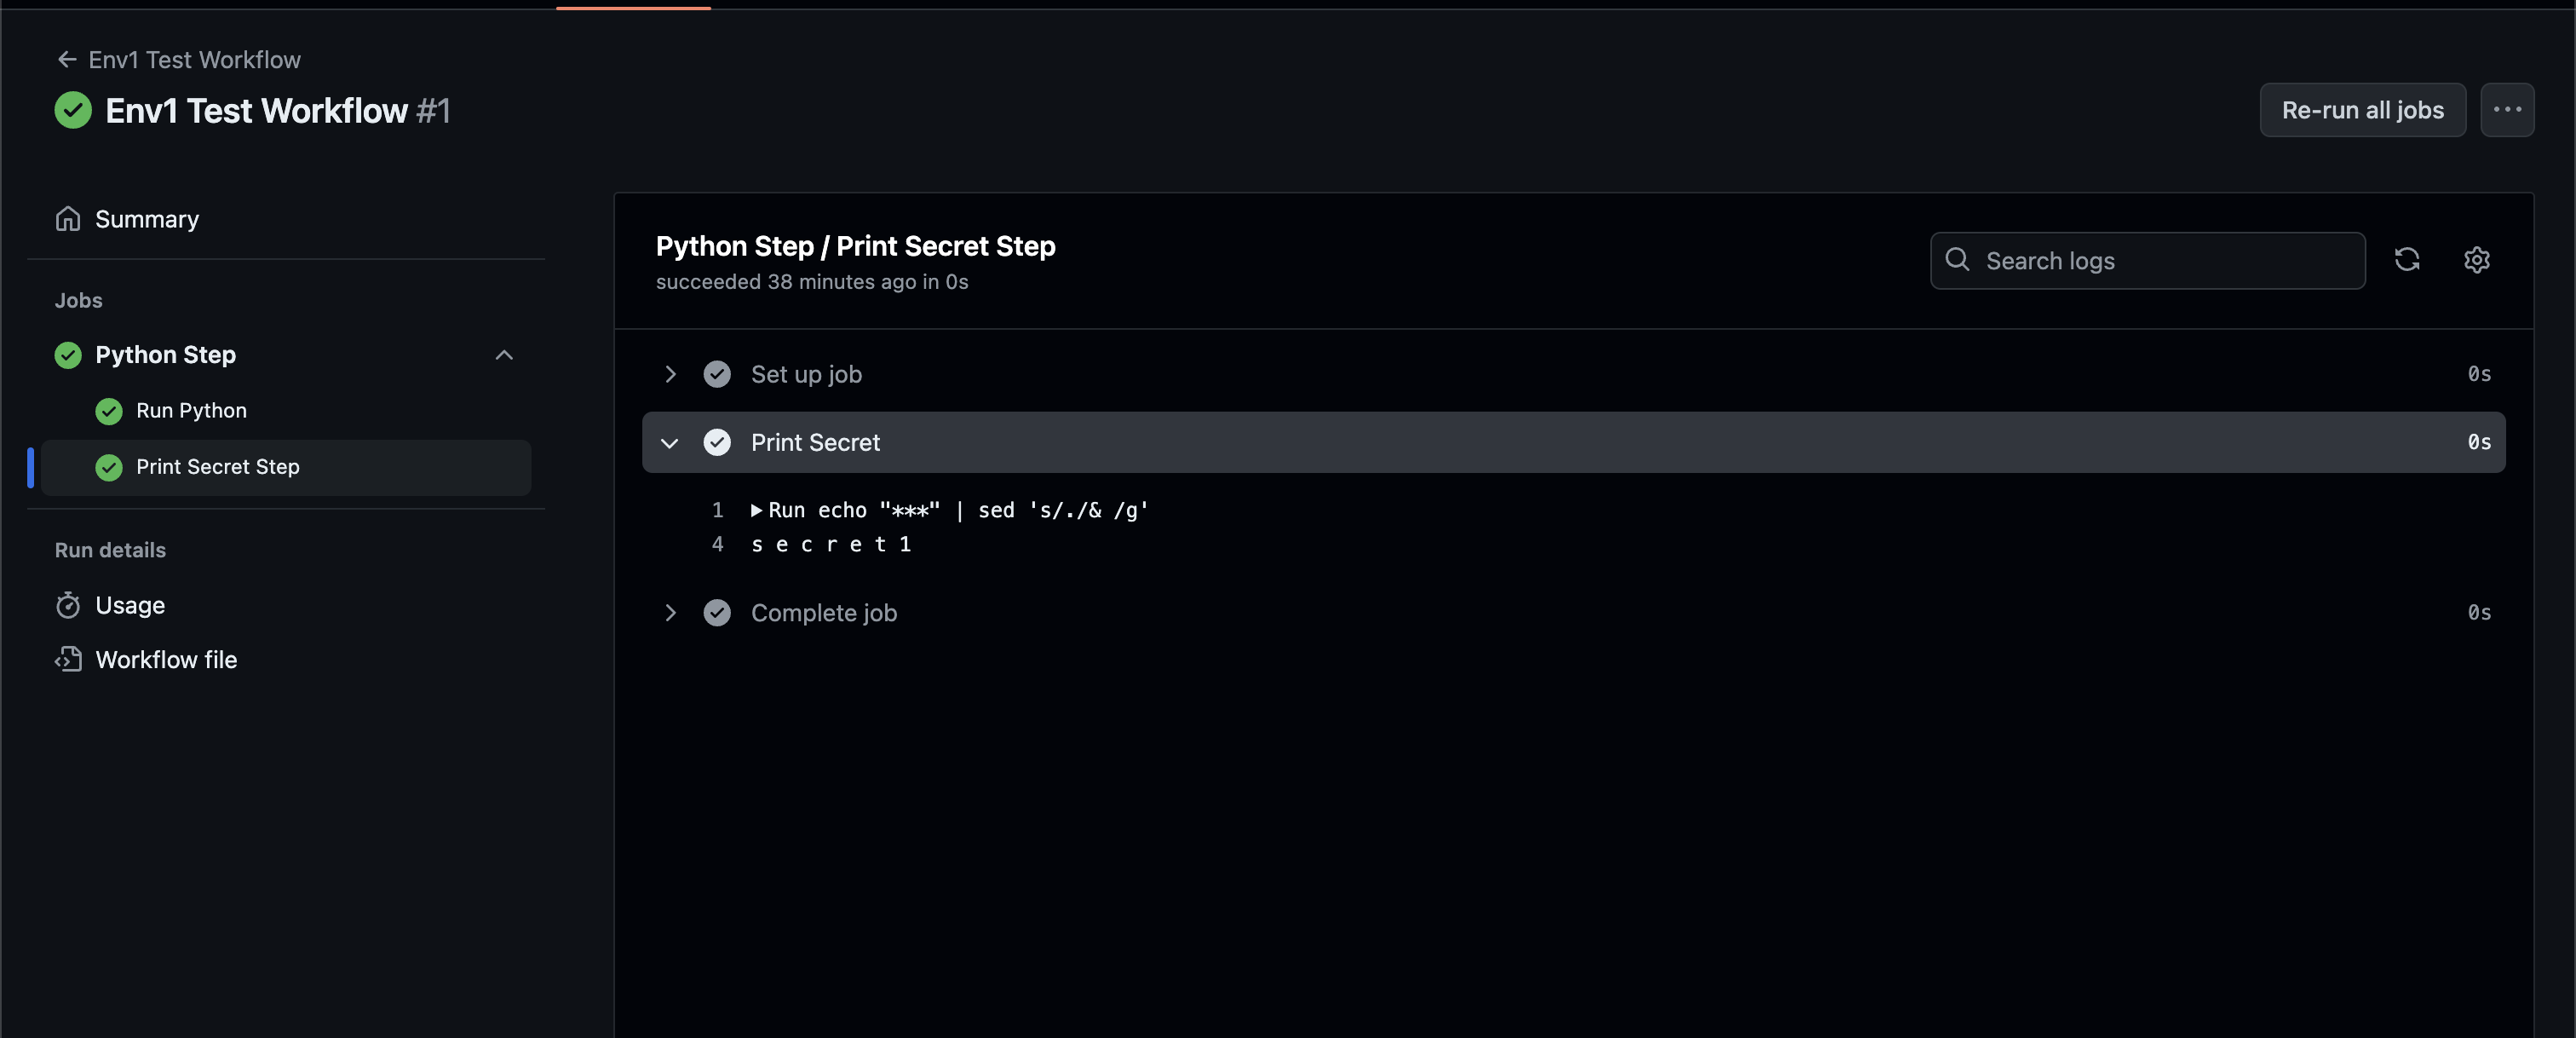 Env1 Test Workflow
Env1 Test Workflow #1
Re-run all jobs
Summary
Jobs
Python Step
Run Python
Print Secret Step
Run details
Usage
Workflow file
Python Step / Print Secret Step
succeeded 38 minutes ago in 0s
Search logs
Set up job 0s
Print Secret 0s
1 Run echo "***" | sed 's/./& /g'
4 s e c r e t 1
Complete job 0s